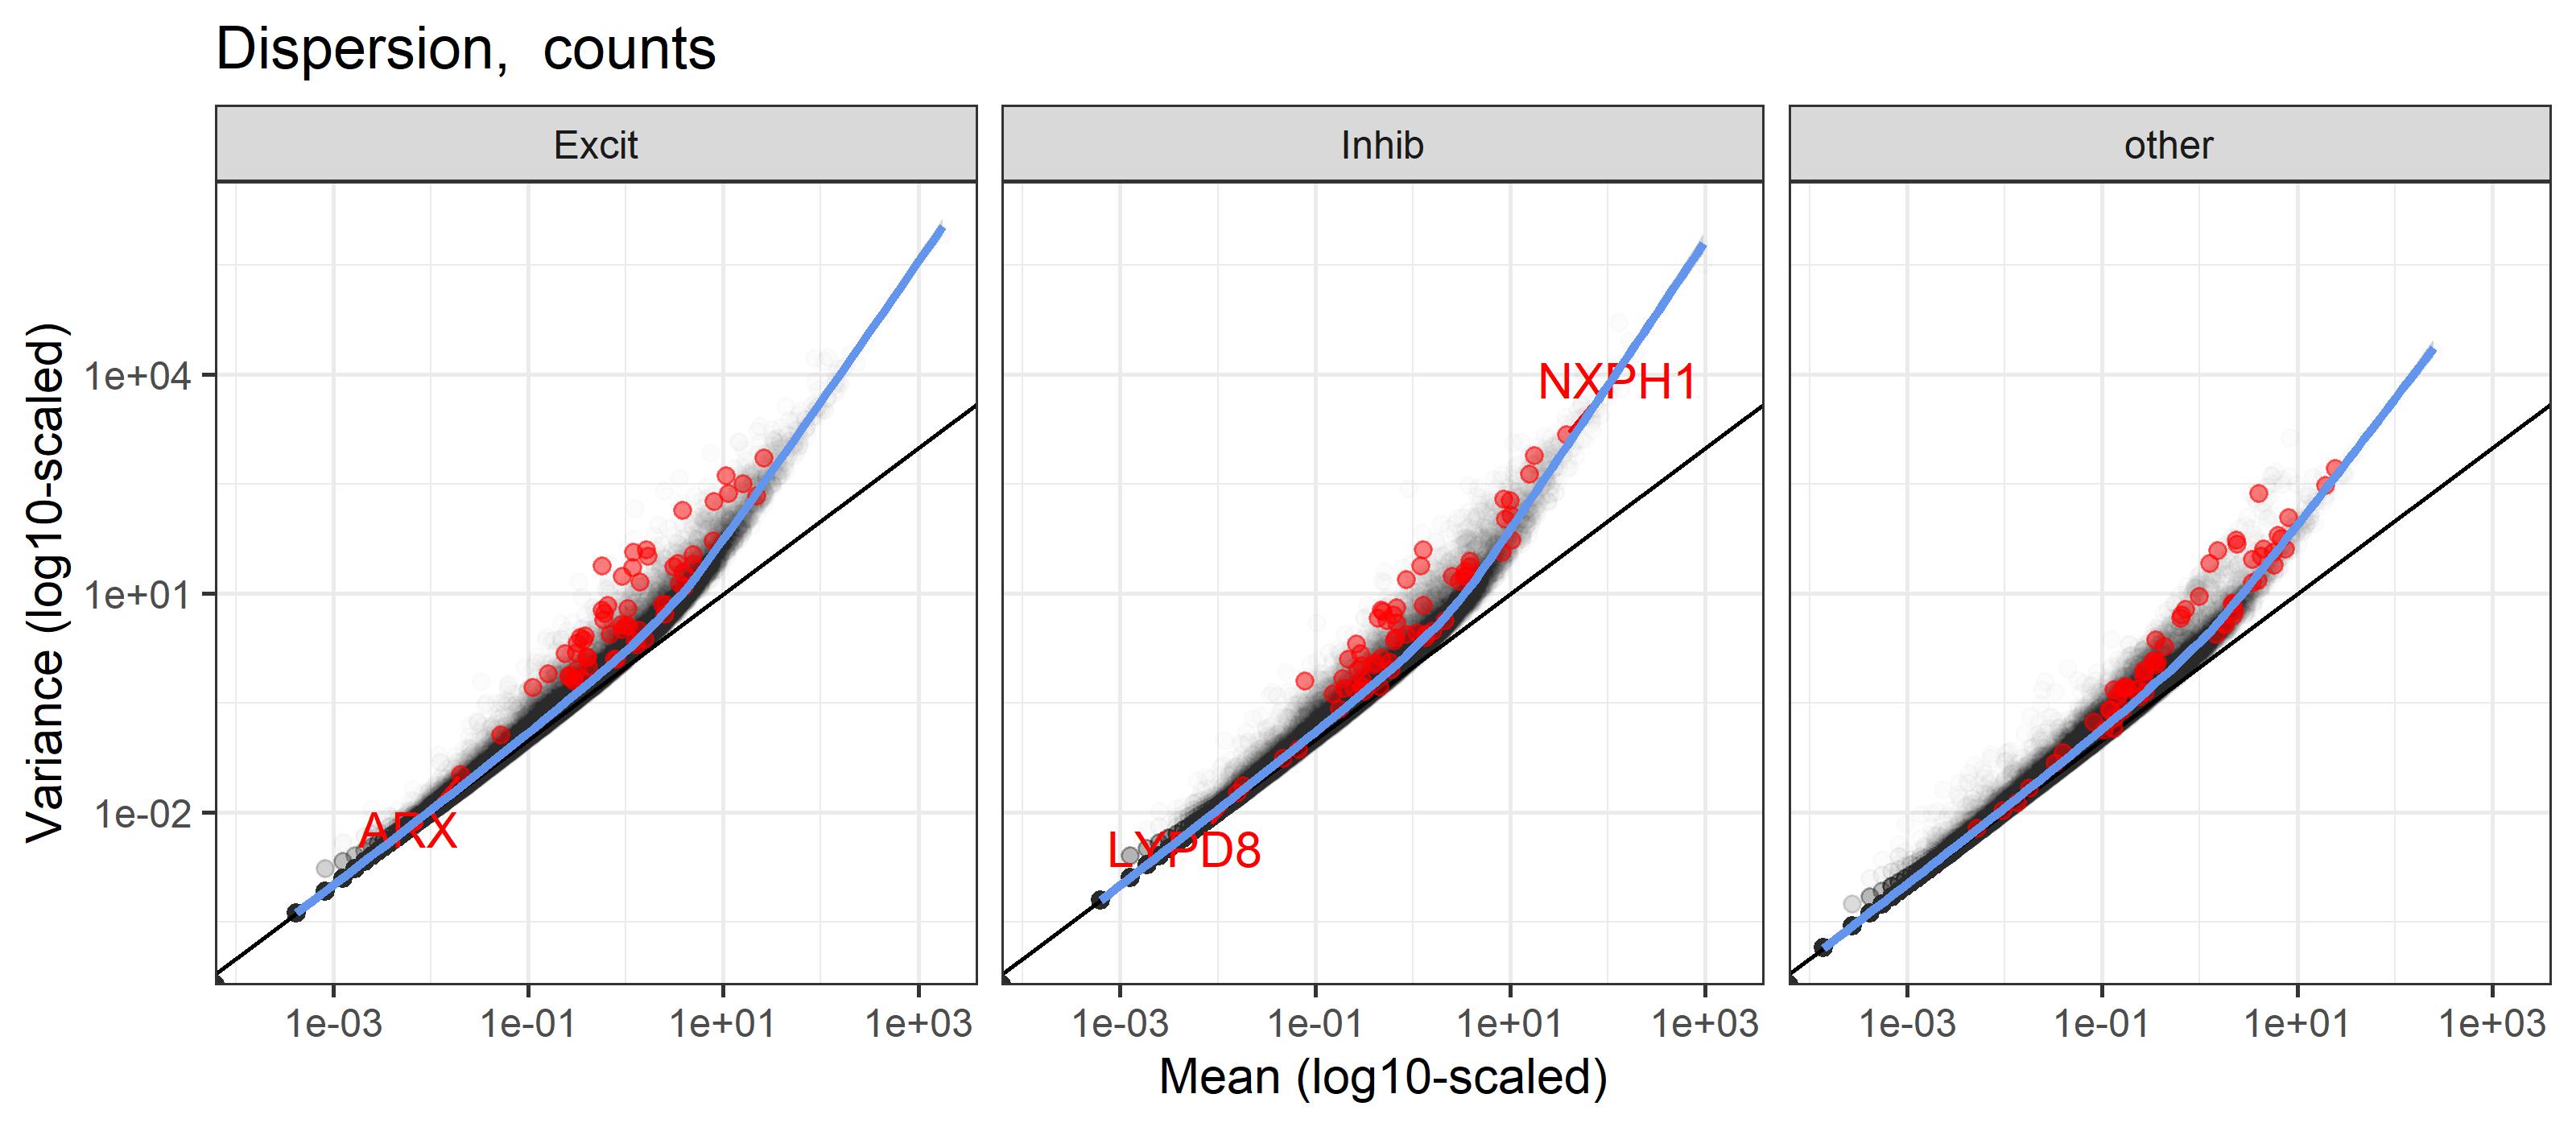 Dispersion,  counts
Excit
Inhib
other
Variance (log10-scaled)
1e+04
1e+01
1e-02
NXPH1
ARX
LYPD8
1e-03 1e-01 1e+01 1e+03
1e-03 1e-01 1e+01 1e+03
1e-03 1e-01 1e+01 1e+03
Mean (log10-scaled)